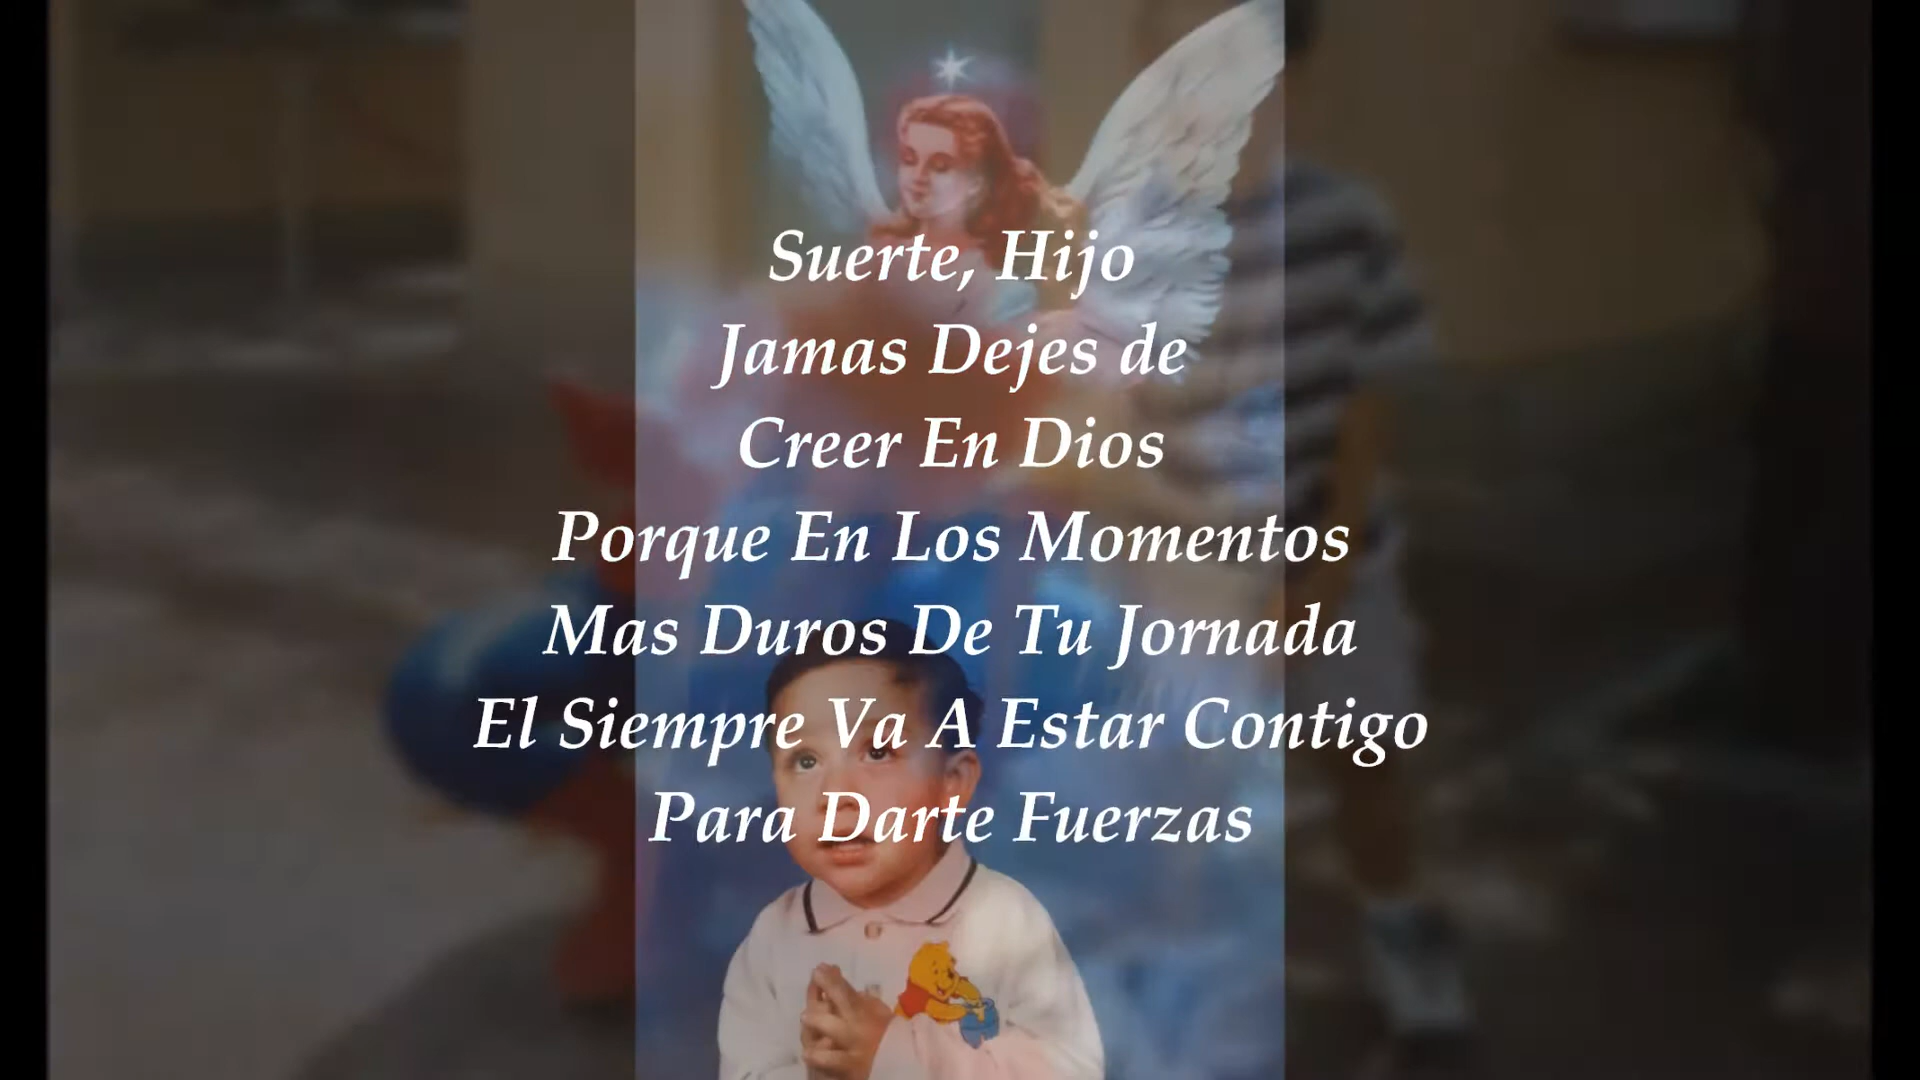 Suerte, Hijo
Jamas Dejes de
Creer En Dios
Porque En Los Momentos
Mas Duros De Tu Jornada
El Siempre Va A Estar Contigo
Para Darte Fuerzas